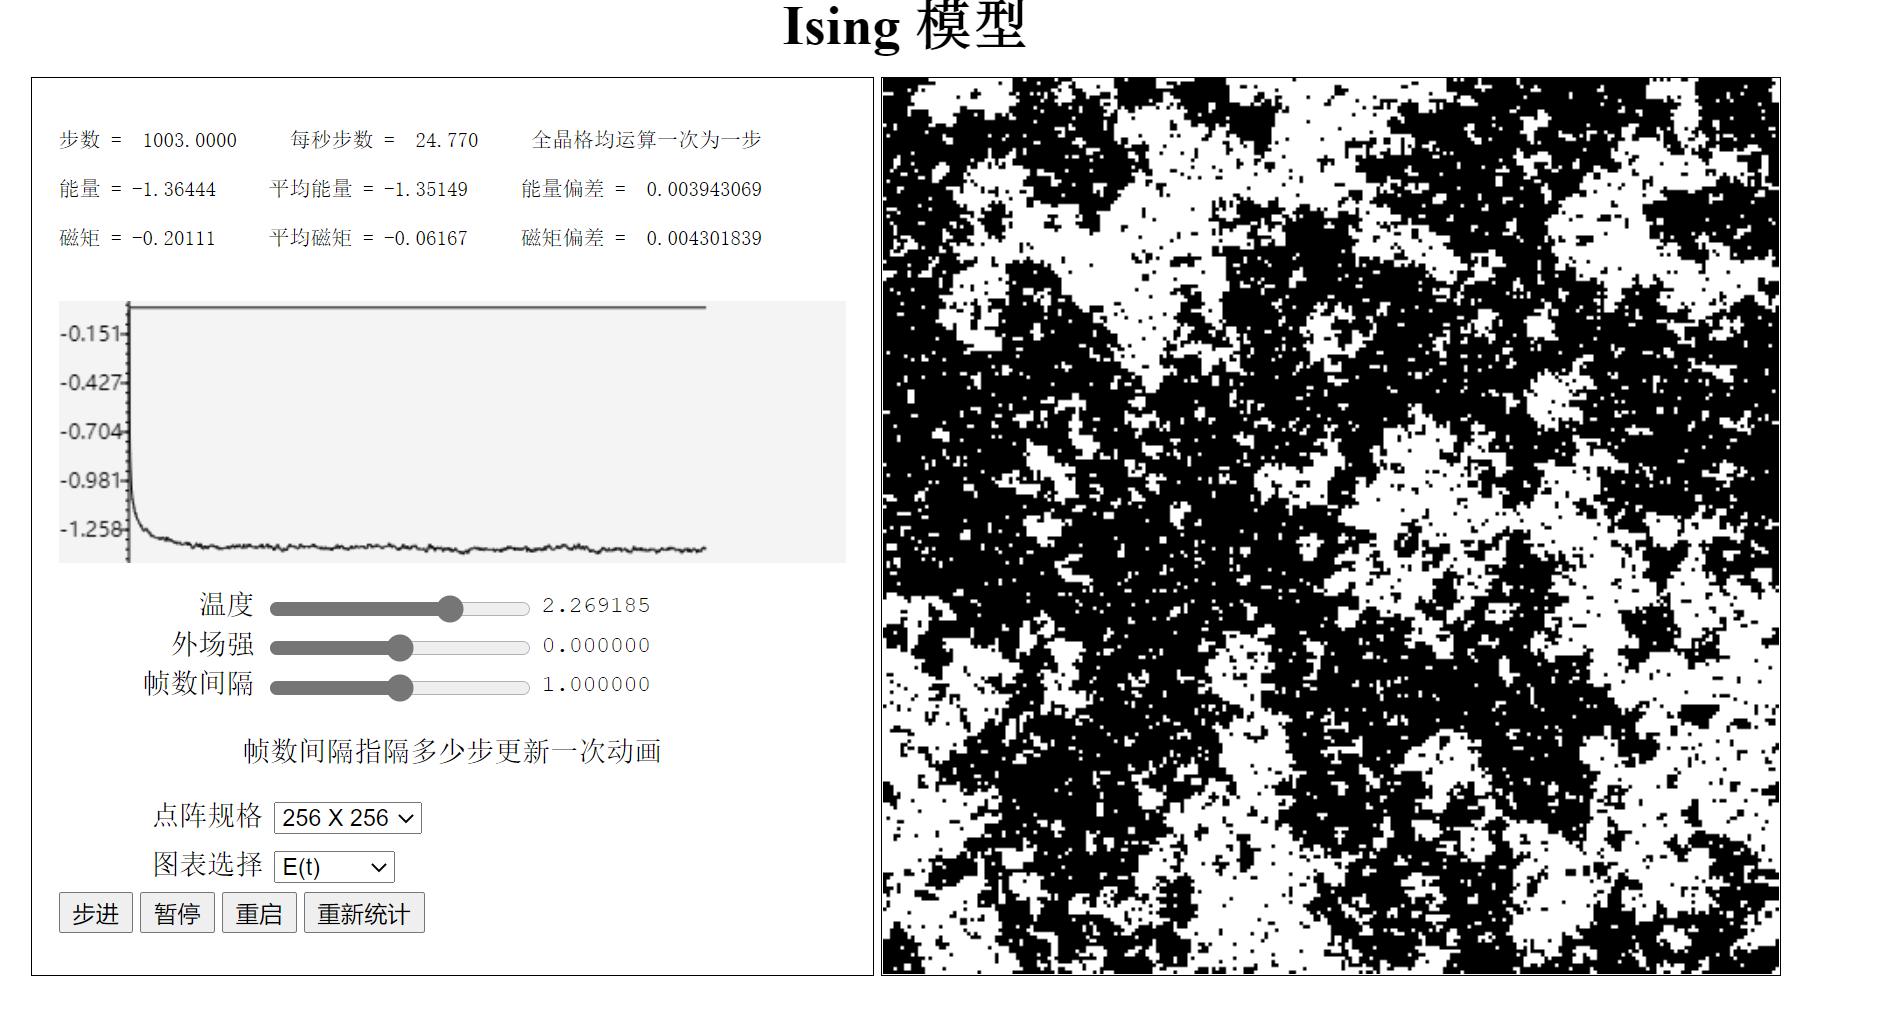 Ising 模型
步数 = 1003.0000 每秒步数 = 24.770 全晶格均运算一次为一步
能量 = -1.36444 平均能量 = -1.35149 能量偏差 = 0.003943069
磁矩 = -0.20111 平均磁矩 = -0.06167 磁矩偏差 = 0.004301839
-0.151
-0.427
-0.704
-0.981
-1.258
温度 2.269185
外场强 0.000000
帧数间隔 1.000000
帧数间隔指隔多少步更新一次动画
点阵规格 256 X 256
图表选择 E(t)
步进 暂停 重启 重新统计